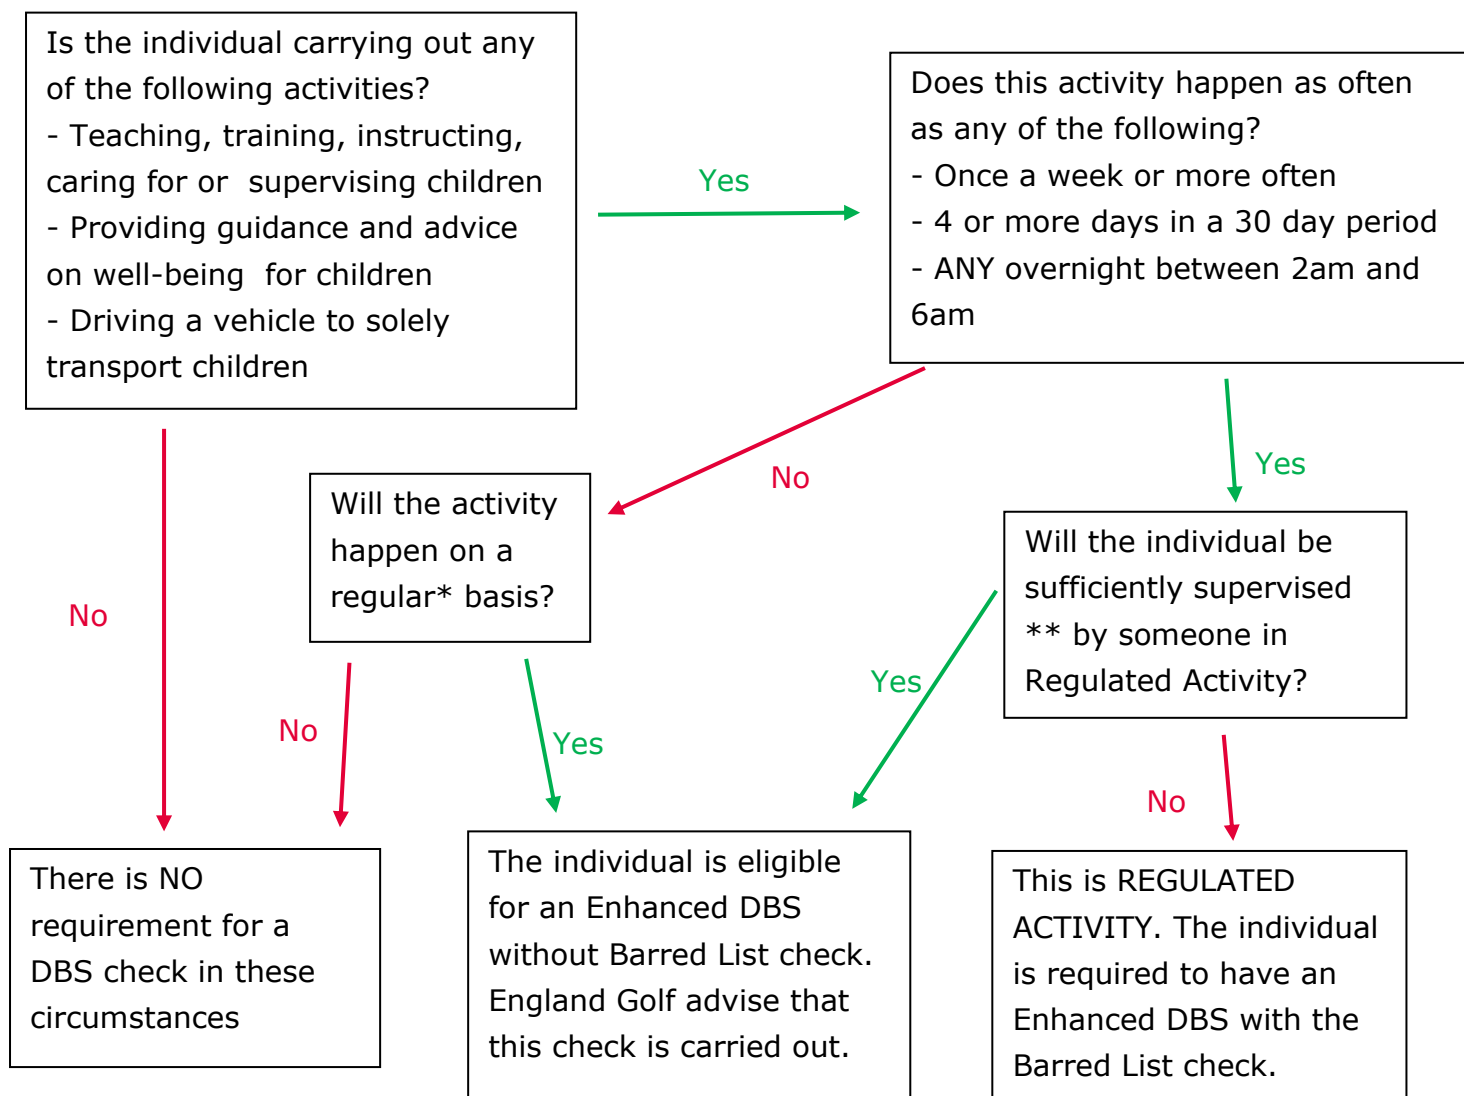 Is the individual carrying out any
of the following activities?
- Teaching, training, instructing,
caring for or  supervising children
- Providing guidance and advice
on well-being  for children
- Driving a vehicle to solely
transport children
Yes
Does this activity happen as often
as any of the following?
- Once a week or more often
- 4 or more days in a 30 day period
- ANY overnight between 2am and
6am
No
No
Yes
Will the activity
happen on a
regular* basis?
Will the individual be
sufficiently supervised
** by someone in
Regulated Activity?
No
Yes
Yes
No
There is NO
requirement for a
DBS check in these
circumstances
The individual is eligible
for an Enhanced DBS
without Barred List check.
England Golf advise that
this check is carried out.
This is REGULATED
ACTIVITY. The individual
is required to have an
Enhanced DBS with the
Barred List check.